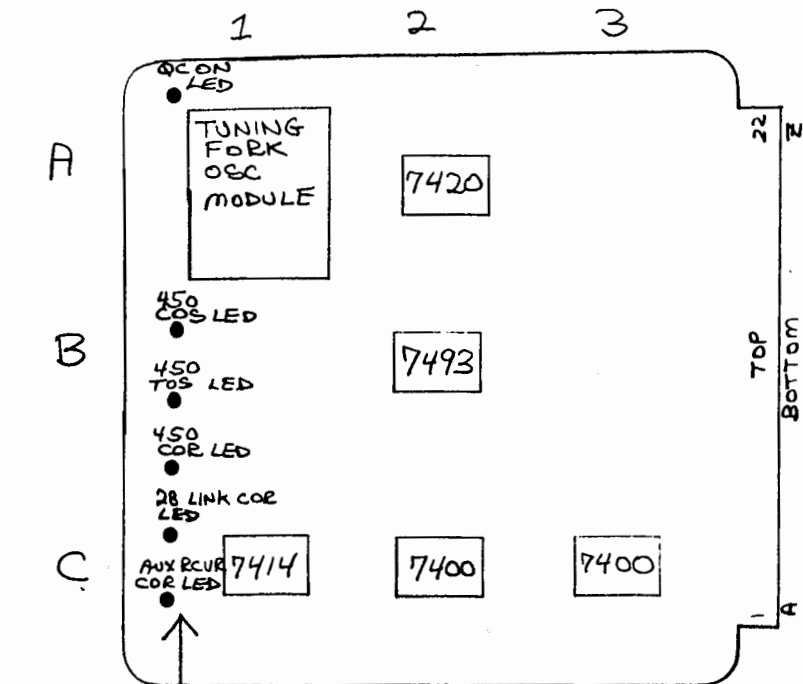 1 2 3
QC ON
LED
A
TUNING
FORK
OSC
MODULE
7420
22
Z
450
COS LED
B
7493
TOP
BOTTOM
450
TOS LED
450
COR LED
2B LINK COR
LED
C
AUX RCVR
COR LED
7414
7400
7400
1
A